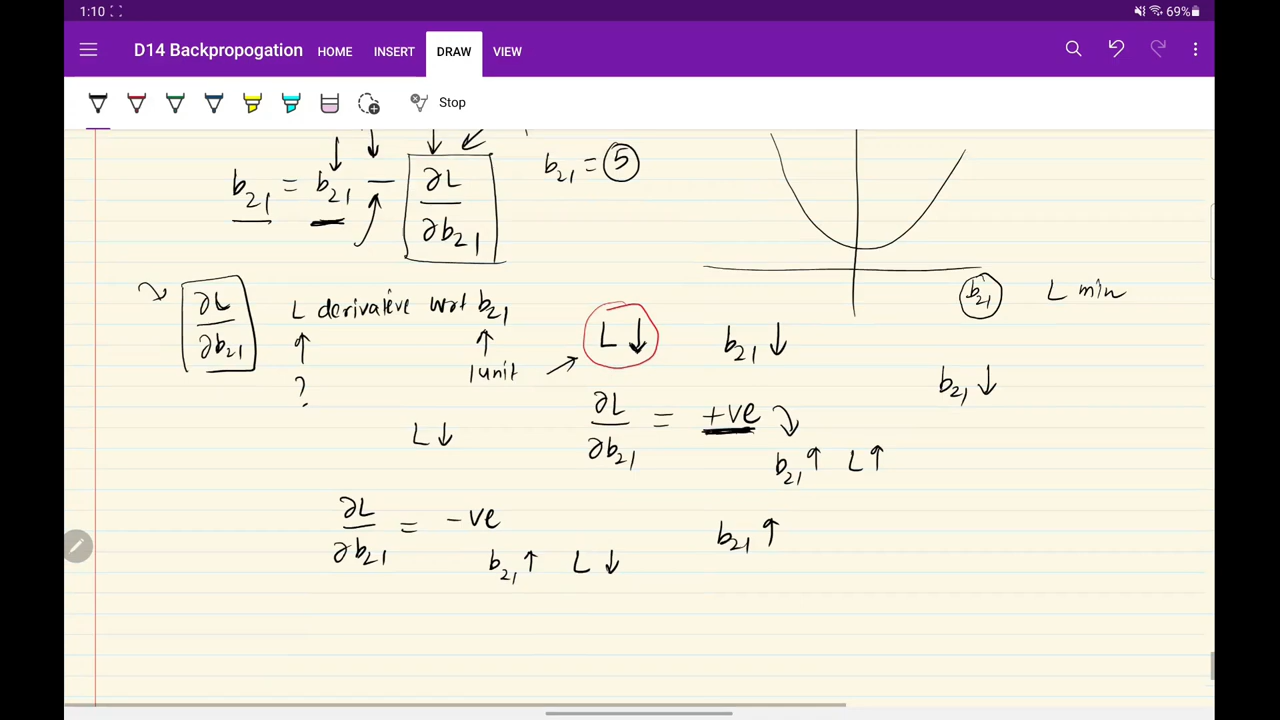 1:10 69%
D14 Backpropogation HOME INSERT DRAW VIEW
Stop
b21 = b21 — ∂L/∂b21
b21 = 5
∂L/∂b21 L derivative wrt b21
b21 L min
L ↓ b21 ↓
↑ ↑
? 1 unit
b21 ↓
∂L/∂b21 = +ve
L ↓
b21 ↑ L ↑
∂L/∂b21 = -ve
b21 ↑ L ↓
b21 ↑